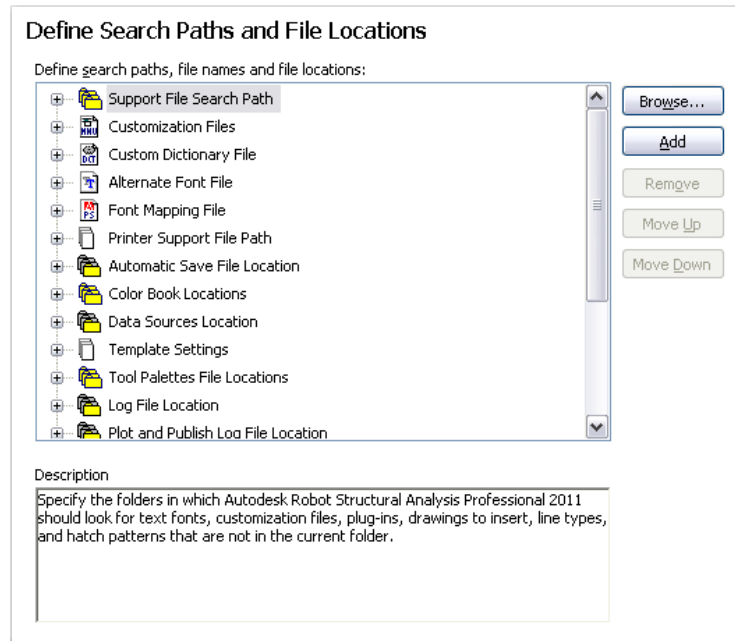 Define Search Paths and File Locations
Define search paths, file names and file locations:
Support File Search Path
Customization Files
Custom Dictionary File
Alternate Font File
Font Mapping File
Printer Support File Path
Automatic Save File Location
Color Book Locations
Data Sources Location
Template Settings
Tool Palettes File Locations
Log File Location
Plot and Publish Log File Location
Browse...
Add
Remove
Move Up
Move Down
Description
Specify the folders in which Autodesk Robot Structural Analysis Professional 2011
should look for text fonts, customization files, plug-ins, drawings to insert, line types,
and hatch patterns that are not in the current folder.